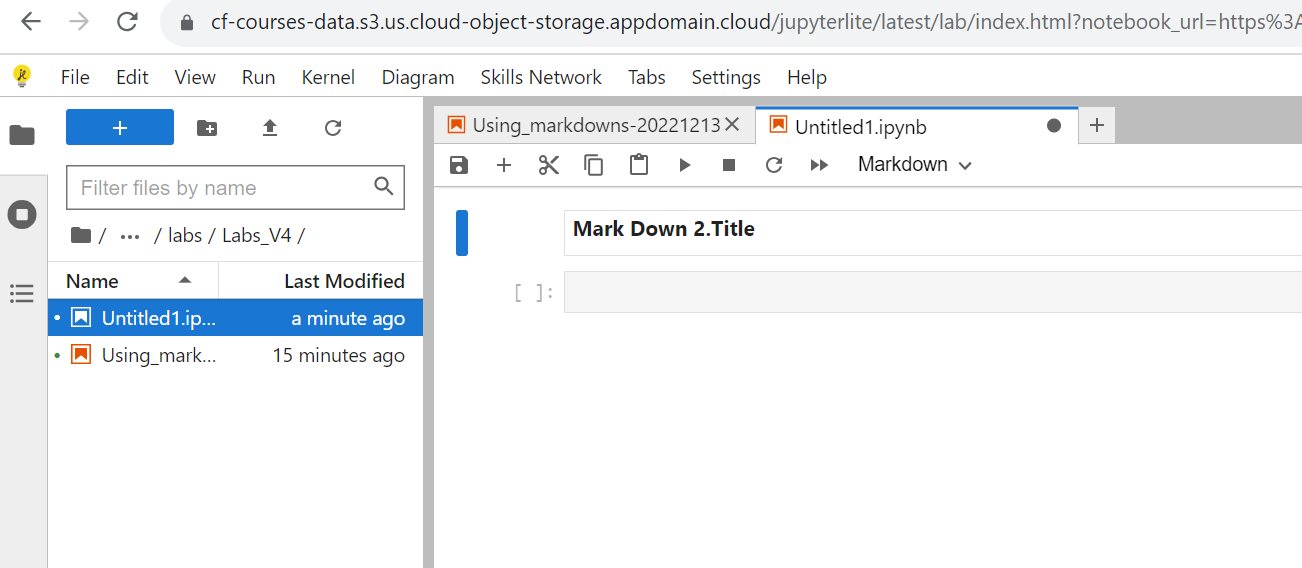 cf-courses-data.s3.us.cloud-object-storage.appdomain.cloud/jupyterlite/latest/lab/index.html?notebook_url=https%3A
File Edit View Run Kernel Diagram Skills Network Tabs Settings Help
+
Using_markdowns-20221213
Untitled1.ipynb
+
Markdown
Filter files by name
/ ... / labs / Labs_V4 /
Name Last Modified
Untitled1.ip... a minute ago
Using_mark... 15 minutes ago
Mark Down 2.Title
[ ]: